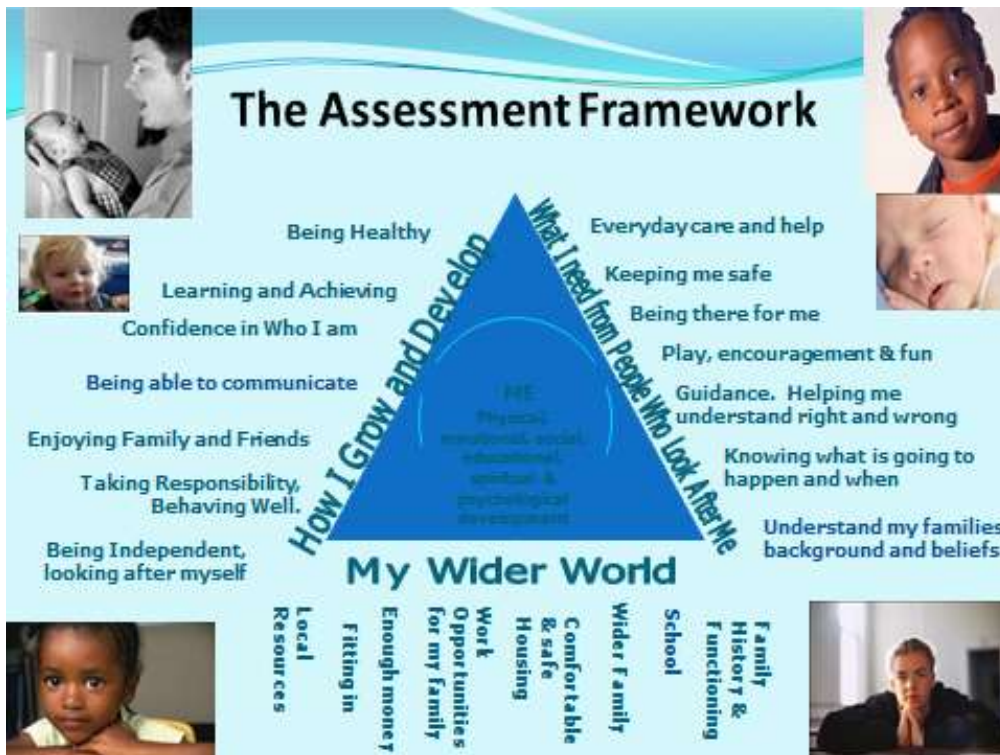 The Assessment Framework
Being Healthy
Learning and Achieving
Confidence in Who I am
Being able to communicate
Enjoying Family and Friends
Taking Responsibility,
Behaving Well.
Being Independent,
looking after myself
How I Grow and Develop
What I need from People Who Look After Me
Everyday care and help
Keeping me safe
Being there for me
Play, encouragement & fun
Guidance. Helping me
understand right and wrong
Knowing what is going to
happen and when
Understand my families
background and beliefs
ME
Physical,
emotional, social,
educational,
spiritual &
psychological
development
My Wider World
Local
Resources
Fitting in
Enough money
for my family
Work
Opportunities
Comfortable
& safe
Housing
Wider Family
School
Family
History &
Functioning